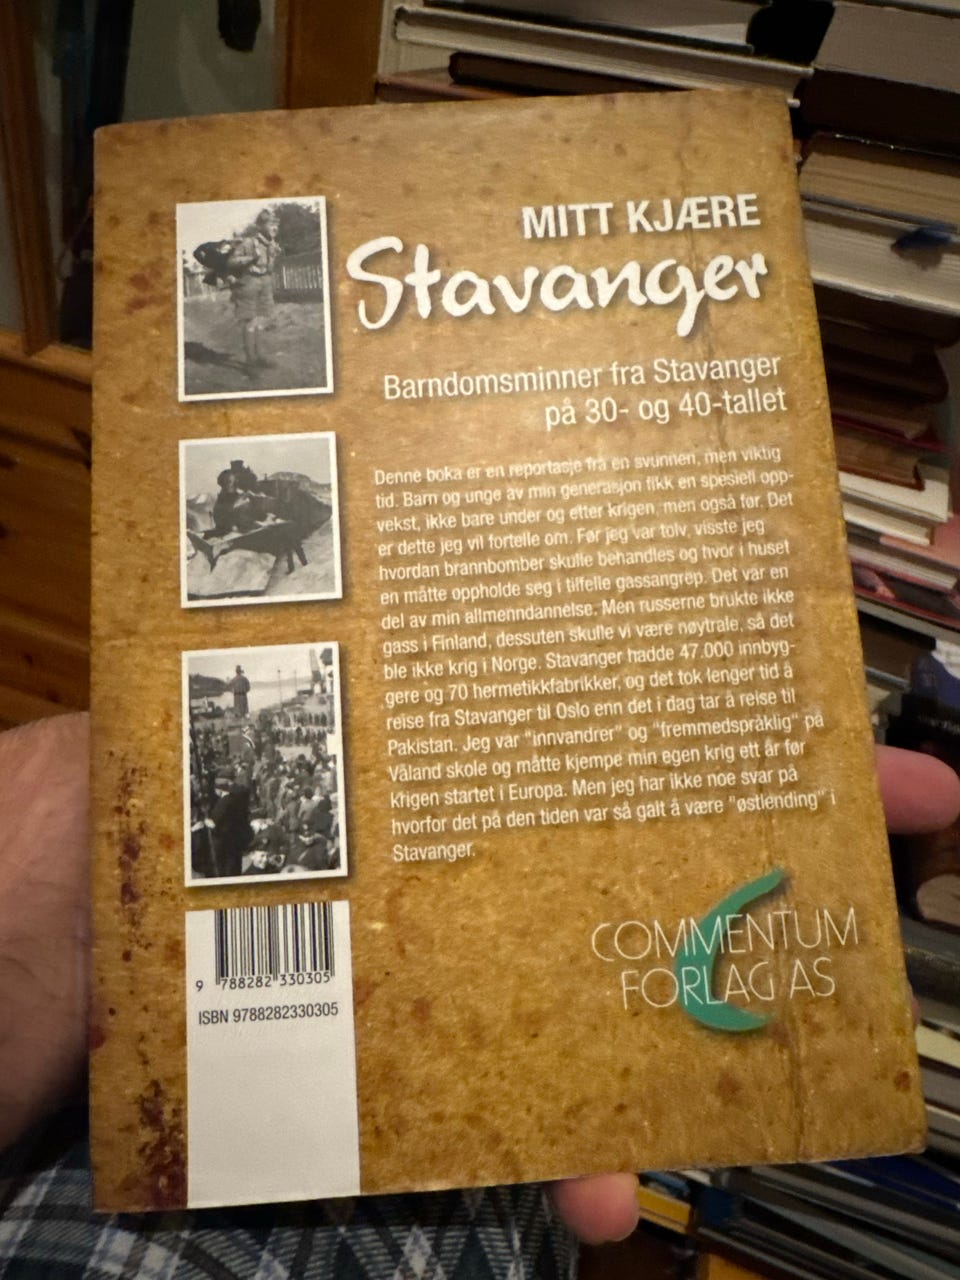 MITT KJÆRE
Stavanger
Barndomsminner fra Stavanger
på 30- og 40-tallet
Denne boka er en reportasje fra en svunnen, men viktig
tid. Barn og unge av min generasjon fikk en spesiell opp-
vekst, ikke bare under og etter krigen, men også før. Det
er dette jeg vil fortelle om. Før jeg var tolv, visste jeg
hvordan brannbomber skulle behandles og hvor i huset
en måtte oppholde seg i tilfelle gassangrep. Det var en
del av min allmenndannelse. Men russerne brukte ikke
gass i Finland, dessuten skulle vi være nøytrale, så det
ble ikke krig i Norge. Stavanger hadde 47.000 innbyg-
gere og 70 hermetikkfabrikker, og det tok lenger tid å
reise fra Stavanger til Oslo enn det i dag tar å reise til
Pakistan. Jeg var "innvandrer" og "fremmedspråklig" på
Våland skole og måtte kjempe min egen krig ett år før
krigen startet i Europa. Men jeg har ikke noe svar på
hvorfor det på den tiden var så galt å være "østlending" i
Stavanger.
COMMENTUM
FORLAG AS
9 788282 330305
ISBN 9788282330305